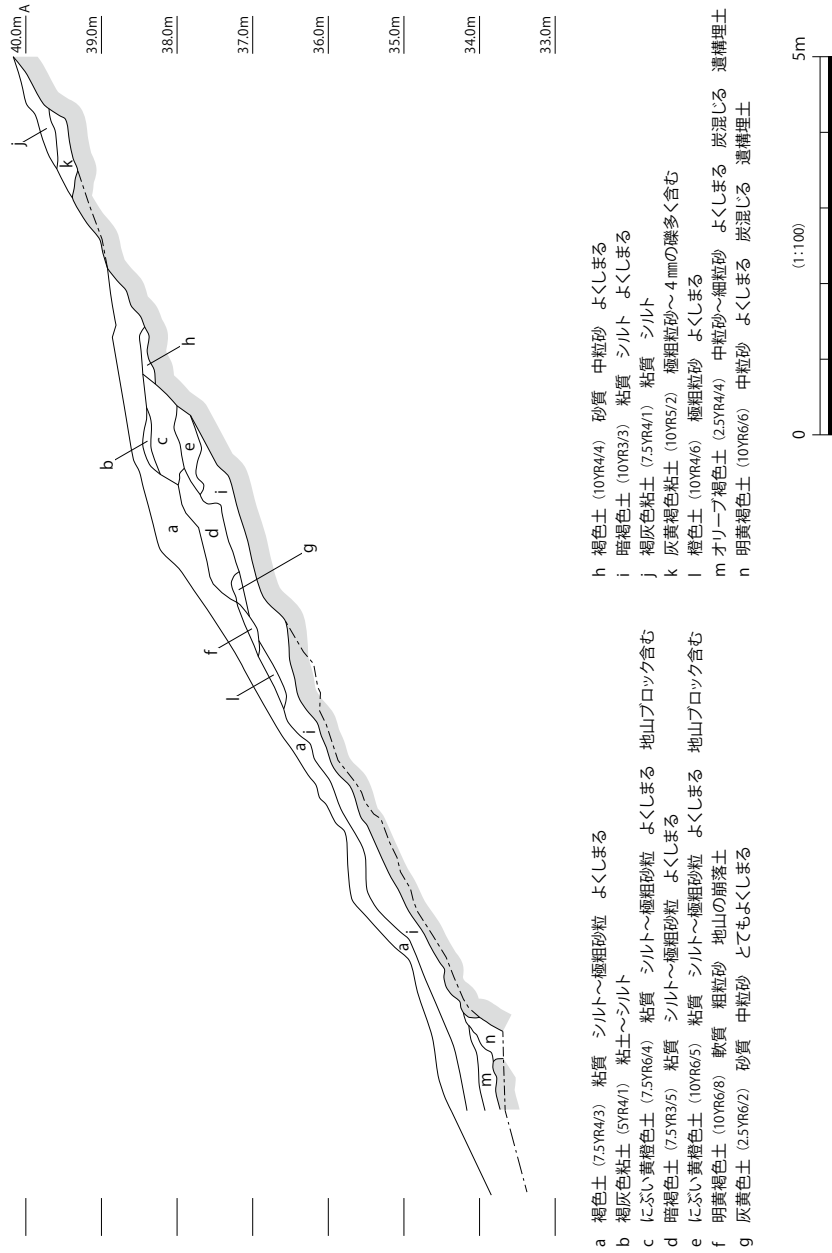 40.0m A
39.0m
38.0m
37.0m
36.0m
35.0m
34.0m
33.0m
j
k
h
b
c
e
i
a
d
g
f
l
a
i
a
i
n
m
a 褐色土 (7.5YR4/3) 粘質 シルト～極粗砂粒 よくしまる
b 褐灰色粘土 (5YR4/1) 粘土～シルト
c にぶい黄橙色土 (7.5YR6/4) 粘質 シルト～極粗砂粒 よくしまる 地山ブロック含む
d 暗褐色土 (7.5YR3/5) 粘質 シルト～極粗砂粒 よくしまる
e にぶい黄橙色土 (10YR6/5) 粘質 シルト～極粗砂粒 よくしまる 地山ブロック含む
f 明黄褐色土 (10YR6/8) 軟質 粗粒砂 地山の崩落土
g 灰黄色土 (2.5YR6/2) 砂質 中粒砂 とてもよくしまる
h 褐色土 (10YR4/4) 砂質 中粒砂 よくしまる
i 暗褐色土 (10YR3/3) 粘質 シルト よくしまる
j 褐灰色粘土 (7.5YR4/1) 粘質 シルト
k 灰黄褐色粘土 (10YR5/2) 極粗粒砂～4㎜の礫多く含む
l 橙色土 (10YR4/6) 極粗粒砂 よくしまる
m オリーブ褐色土 (2.5YR4/4) 中粒砂～細粒砂 よくしまる 炭混じる 遺構埋土
n 明黄褐色土 (10YR6/6) 中粒砂 よくしまる 炭混じる 遺構埋土
0 (1:100) 5m